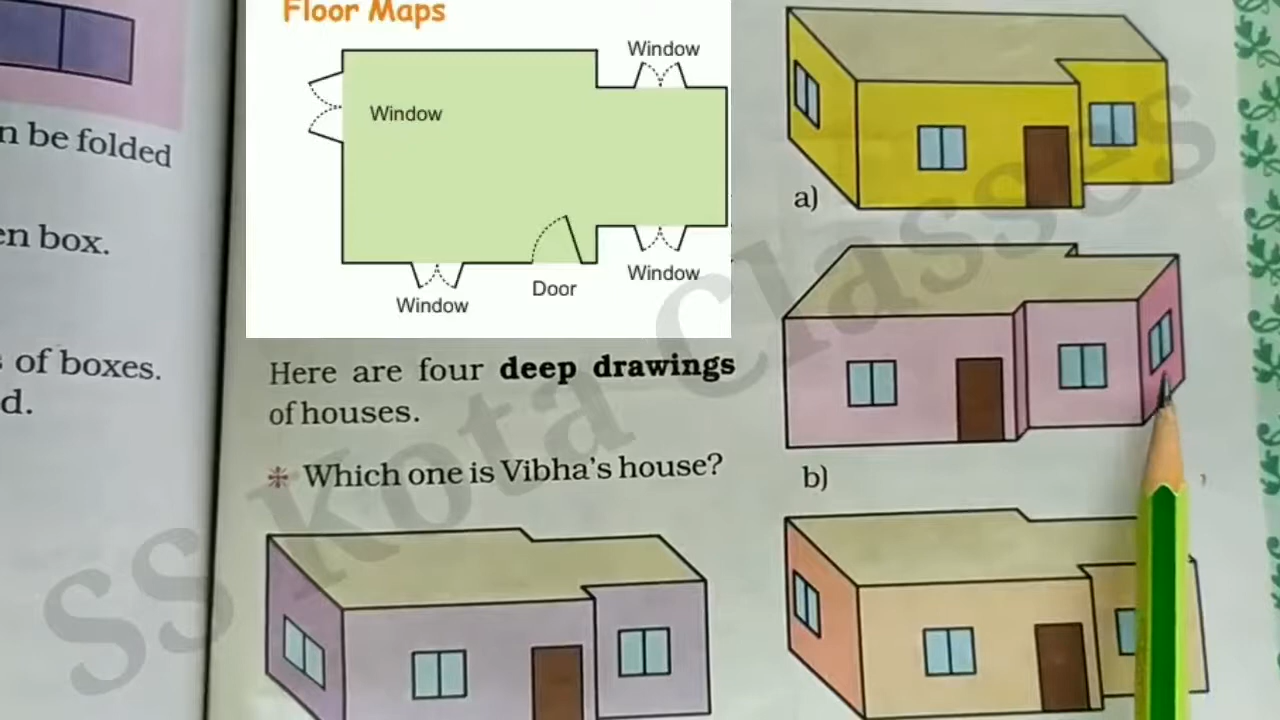 Floor Maps
Window
Window
Window
Window
Door
n be folded
en box.
of boxes.
d.
Here are four deep drawings
of houses.
Which one is Vibha's house?
a)
b)
SS Kota Classes